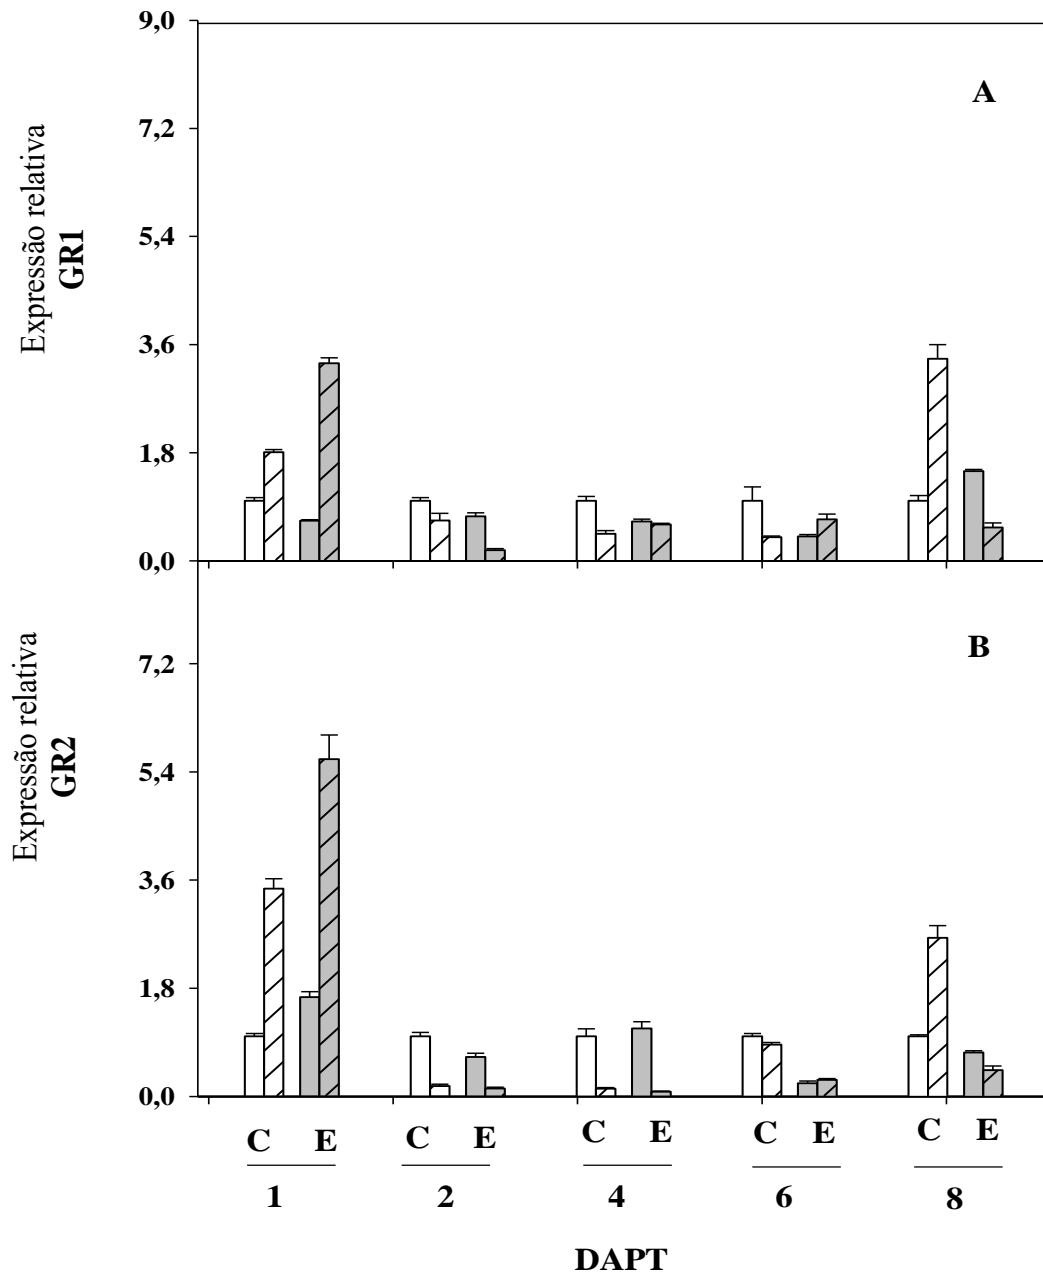 9,0
A
7,2
5,4
3,6
1,8
0,0
Expressão relativa
GR1
B
7,2
5,4
3,6
1,8
0,0
Expressão relativa
GR2
C E C E C E C E C E
1 2 4 6 8
DAPT